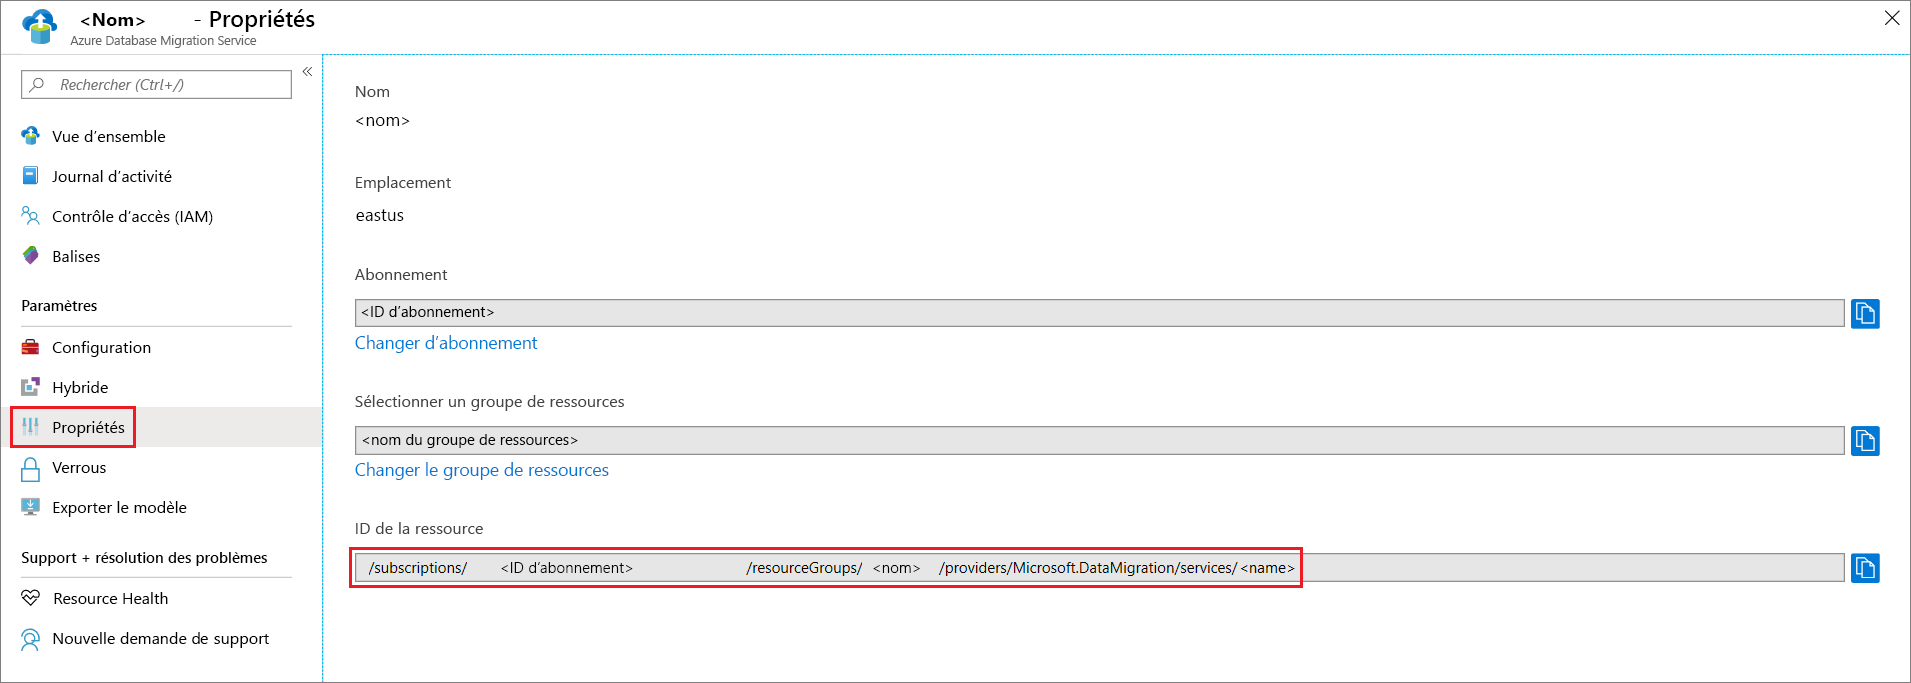 <Nom> - Propriétés
Azure Database Migration Service
Rechercher (Ctrl+/)
Vue d'ensemble
Journal d'activité
Contrôle d'accès (IAM)
Balises
Paramètres
Configuration
Hybride
Propriétés
Verrous
Exporter le modèle
Support + résolution des problèmes
Resource Health
Nouvelle demande de support
Nom
<nom>
Emplacement
eastus
Abonnement
<ID d'abonnement>
Changer d'abonnement
Sélectionner un groupe de ressources
<nom du groupe de ressources>
Changer le groupe de ressources
ID de la ressource
/subscriptions/ <ID d'abonnement> /resourceGroups/ <nom> /providers/Microsoft.DataMigration/services/ <name>